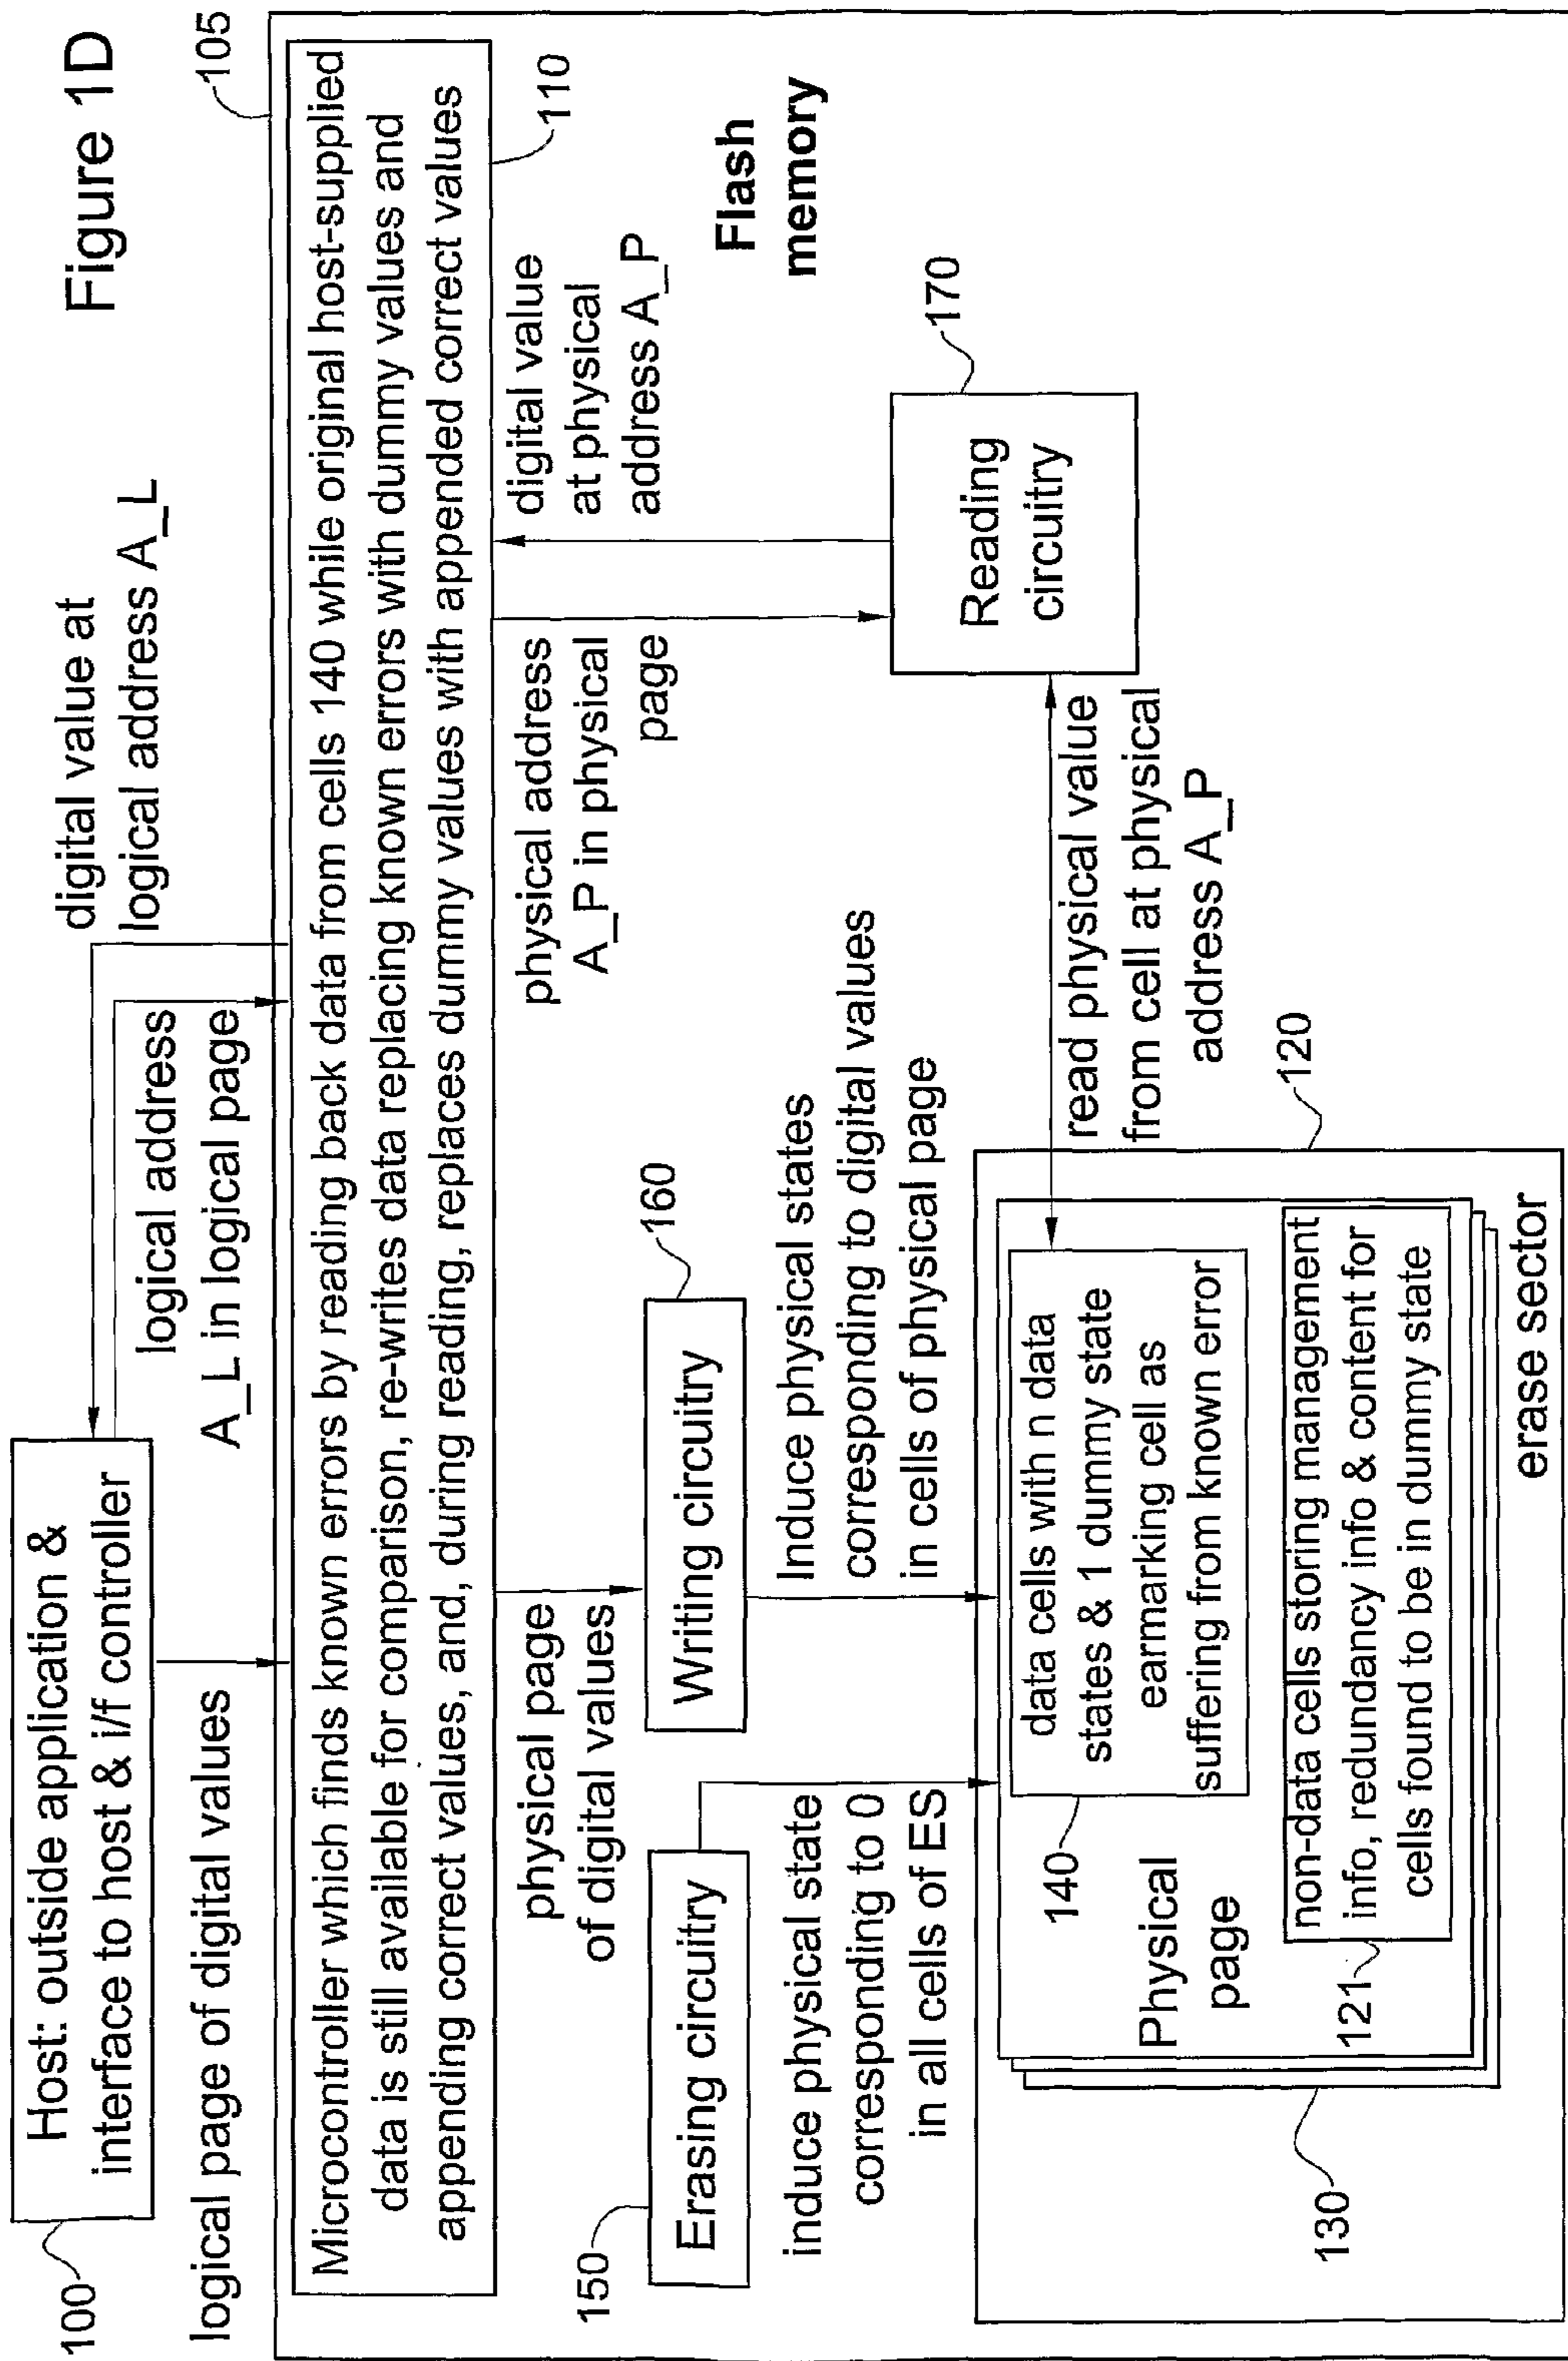 Figure 1D
100
Host: outside application &
interface to host & i/f controller
digital value at
logical address A_L
logical address
A_L in logical page
logical page of digital values
105
Microcontroller which finds known errors by reading back data from cells 140 while original host-supplied
data is still available for comparison, re-writes data replacing known errors with dummy values and
appending correct values, and, during reading, replaces dummy values with appended correct values
110
physical page
of digital values
physical address
A_P in physical
page
digital value
at physical
address A_P
Flash
memory
150
Erasing circuitry
160
Writing circuitry
170
Reading
circuitry
induce physical state
corresponding to 0
in all cells of ES
Induce physical states
corresponding to digital values
in cells of physical page
read physical value
from cell at physical
address A_P
120
140
data cells with n data
states & 1 dummy state
earmarking cell as
suffering from known error
Physical
page
121
non-data cells storing management
info, redundancy info & content for
cells found to be in dummy state
130
erase sector